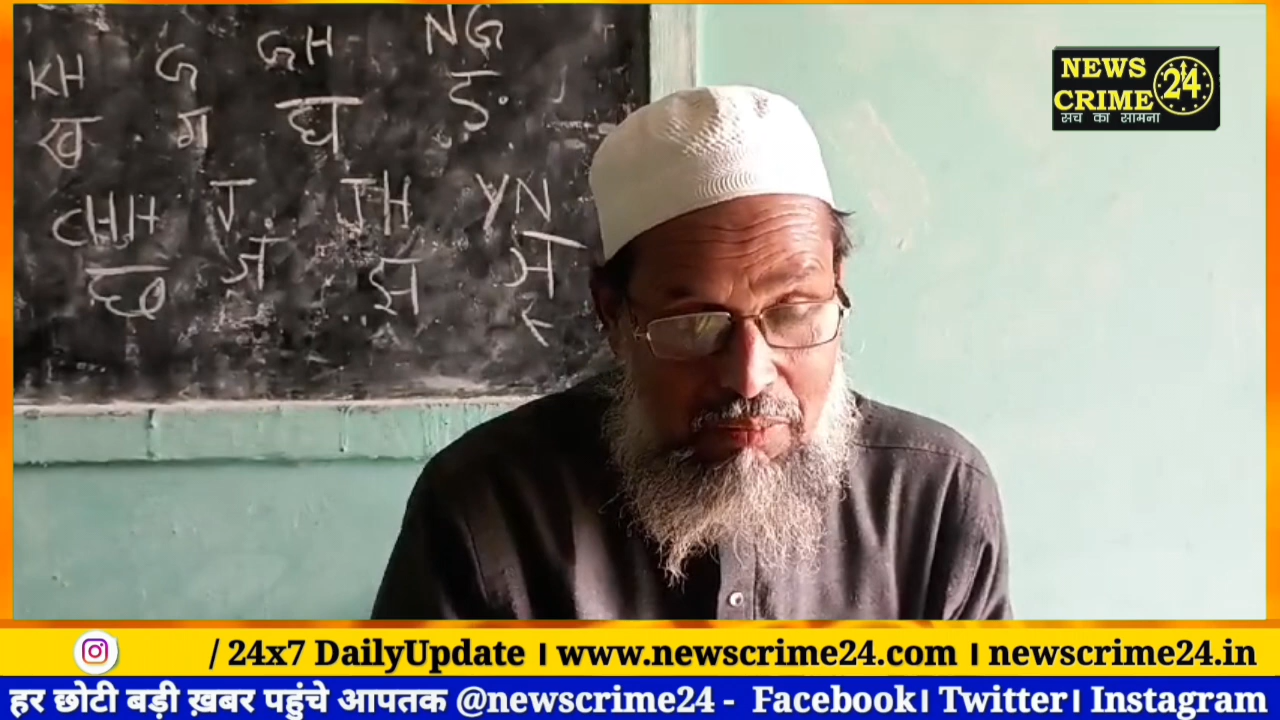 KH G GH NG
ख ग घ ङ
CHH J JH YN
छ ज झ ञ
NEWS
CRIME 24
सच का सामना
/ 24x7 DailyUpdate । www.newscrime24.com । newscrime24.in
हर छोटी बड़ी ख़बर पहुंचे आपतक @newscrime24 - Facebook। Twitter। Instagram